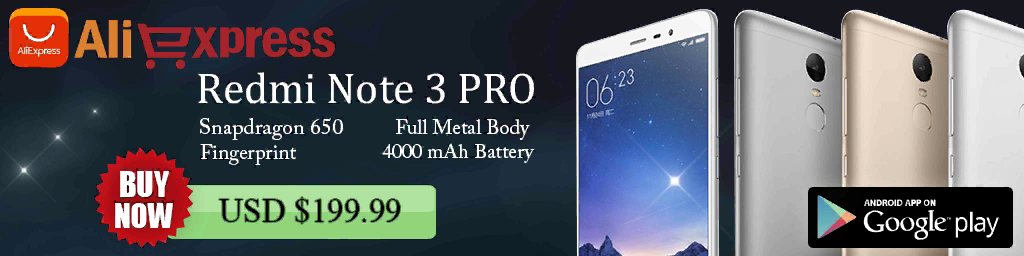 AliExpress
AliExpress
Redmi Note 3 PRO
Snapdragon 650
Full Metal Body
Fingerprint
4000 mAh Battery
BUY
NOW
USD $199.99
06:23
ANDROID APP ON
Google play